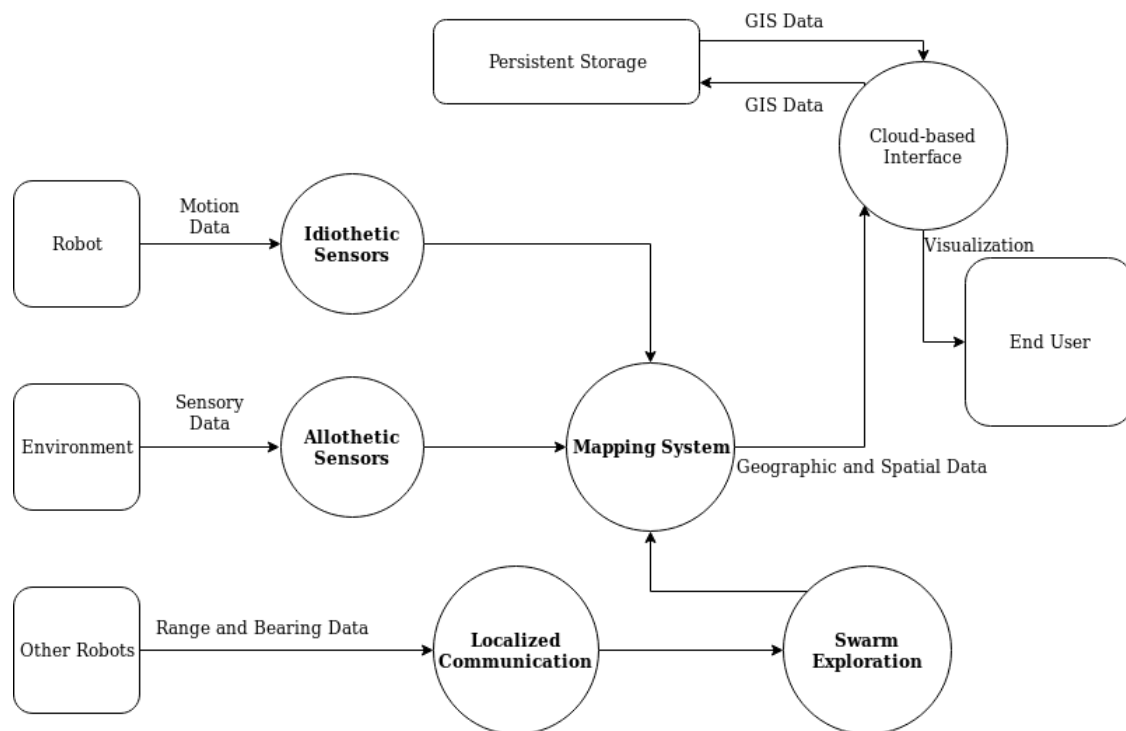 GIS Data
Persistent Storage
GIS Data
Cloud-based
Interface
Motion
Data
Robot
Idiothetic
Sensors
Visualization
End User
Sensory
Data
Environment
Allothetic
Sensors
Mapping System
Geographic and Spatial Data
Other Robots
Range and Bearing Data
Localized
Communication
Swarm
Exploration